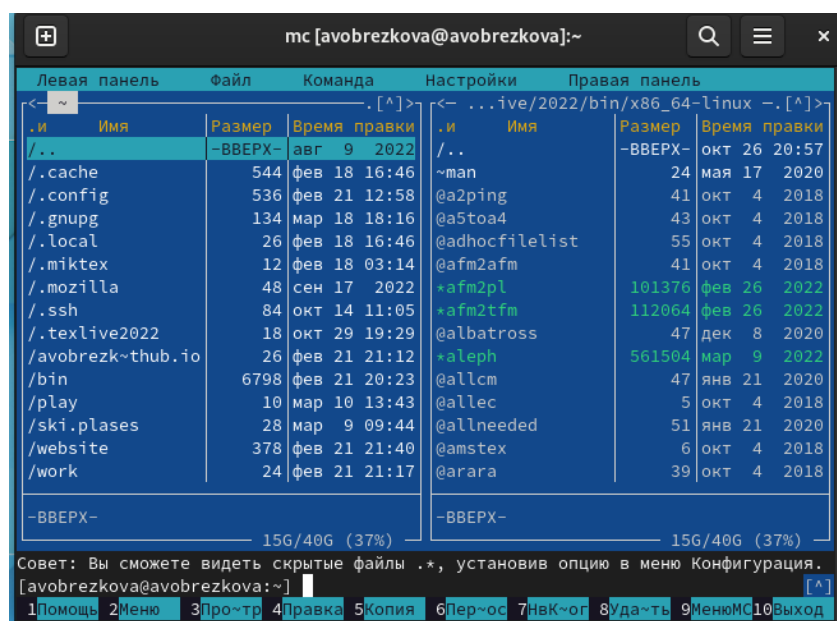 mc [avobrezkova@avobrezkova]:~
Левая панель Файл Команда Настройки Правая панель
<─ ~ ─.[^]>
.и Имя Размер Время правки
/.. -ВВЕРХ- авг 9 2022
/.cache 544 фев 18 16:46
/.config 536 фев 21 12:58
/.gnupg 134 мар 18 18:16
/.local 26 фев 18 16:46
/.miktex 12 фев 18 03:14
/.mozilla 48 сен 17 2022
/.ssh 84 окт 14 11:05
/.texlive2022 18 окт 29 19:29
/avobrezk~thub.io 26 фев 21 21:12
/bin 6798 фев 21 20:23
/play 10 мар 10 13:43
/ski.plases 28 мар 9 09:44
/website 378 фев 21 21:40
/work 24 фев 21 21:17
-ВВЕРХ-
15G/40G (37%)
<─ ...ive/2022/bin/x86_64-linux ─.[^]>
.и Имя Размер Время правки
/.. -ВВЕРХ- окт 26 20:57
~man 24 мая 17 2020
@a2ping 41 окт 4 2018
@a5toa4 43 окт 4 2018
@adhocfilelist 55 окт 4 2018
@afm2afm 41 окт 4 2018
*afm2pl 101376 фев 26 2022
*afm2tfm 112064 фев 26 2022
@albatross 47 дек 8 2020
*aleph 561504 мар 9 2022
@allcm 47 янв 21 2020
@allec 5 окт 4 2018
@allneeded 51 янв 21 2020
@amstex 6 окт 4 2018
@arara 39 окт 4 2018
-ВВЕРХ-
15G/40G (37%)
Совет: Вы сможете видеть скрытые файлы .*, установив опцию в меню Конфигурация.
[avobrezkova@avobrezkova:~] [^]
1Помощь 2Меню 3Про~тр 4Правка 5Копия 6Пер~ос 7НвК~ог 8Уда~ть 9МенюМС 10Выход